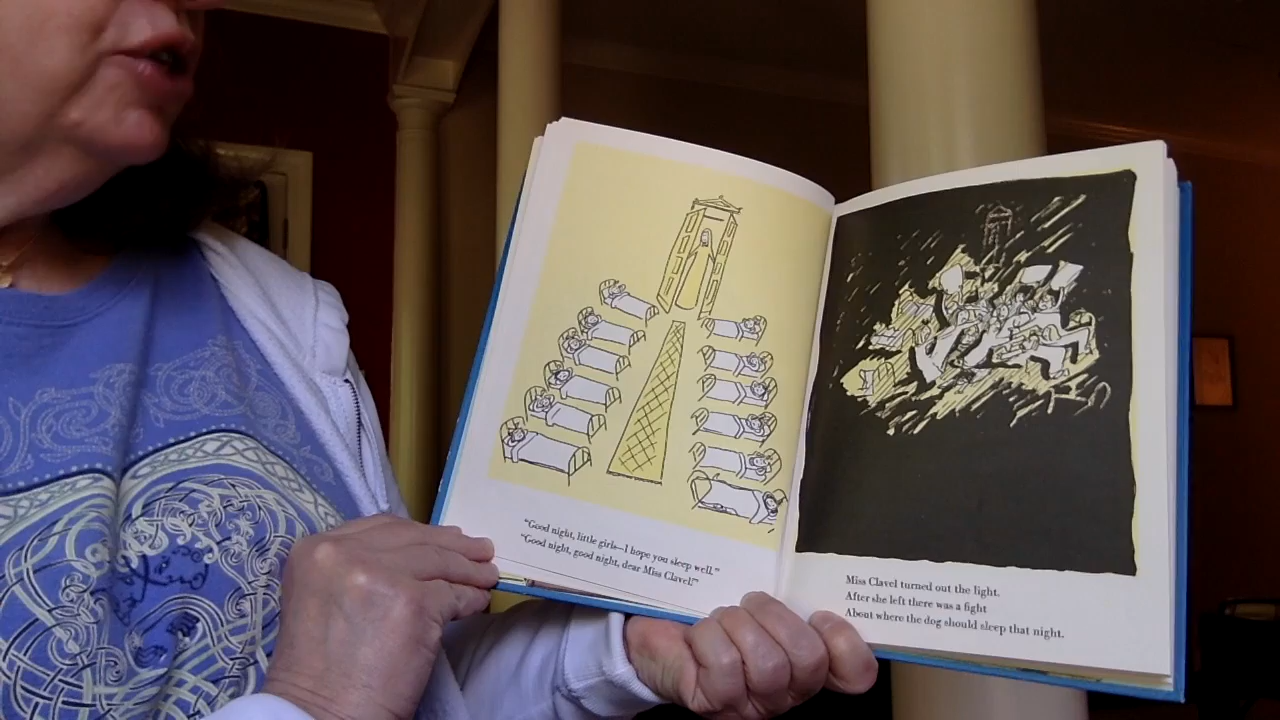 "Good night, little girls—I hope you sleep well."
"Good night, good night, dear Miss Clavel!"
Miss Clavel turned out the light.
After she left there was a fight
About where the dog should sleep that night.